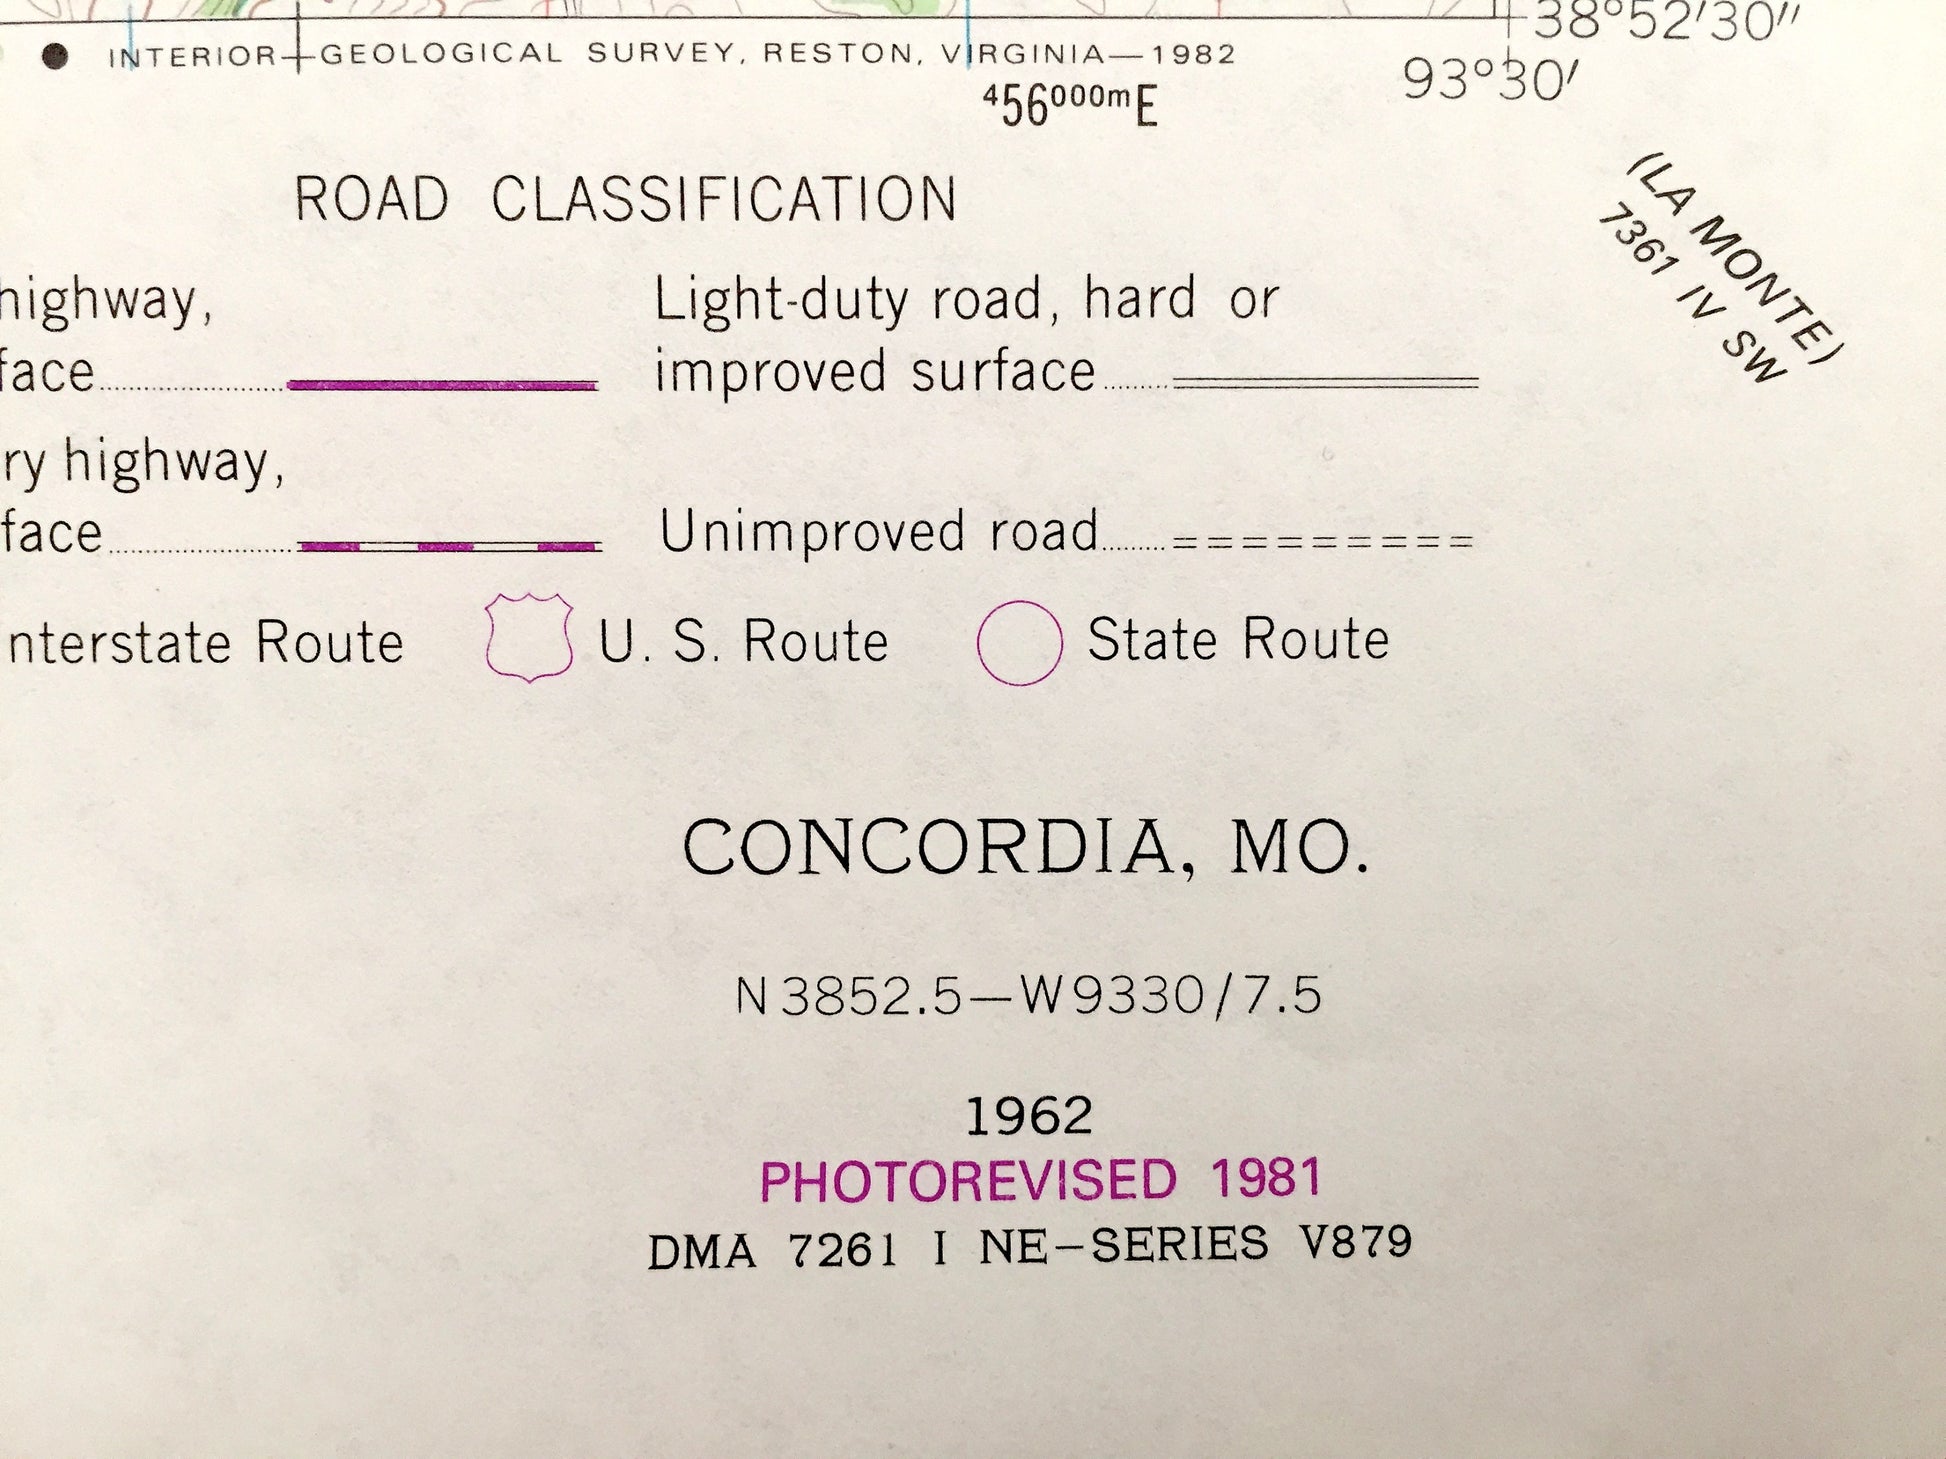 38°52'30"
INTERIOR—GEOLOGICAL SURVEY, RESTON, VIRGINIA—1982
93°30'
456000mE
(LA MONTE)
7361 IV SW
ROAD CLASSIFICATION
highway,
face
Light-duty road, hard or
improved surface
ry highway,
face
Unimproved road
nterstate Route
U. S. Route
State Route
CONCORDIA, MO.
N3852.5—W9330/7.5
1962
PHOTOREVISED 1981
DMA 7261 I NE–SERIES V879